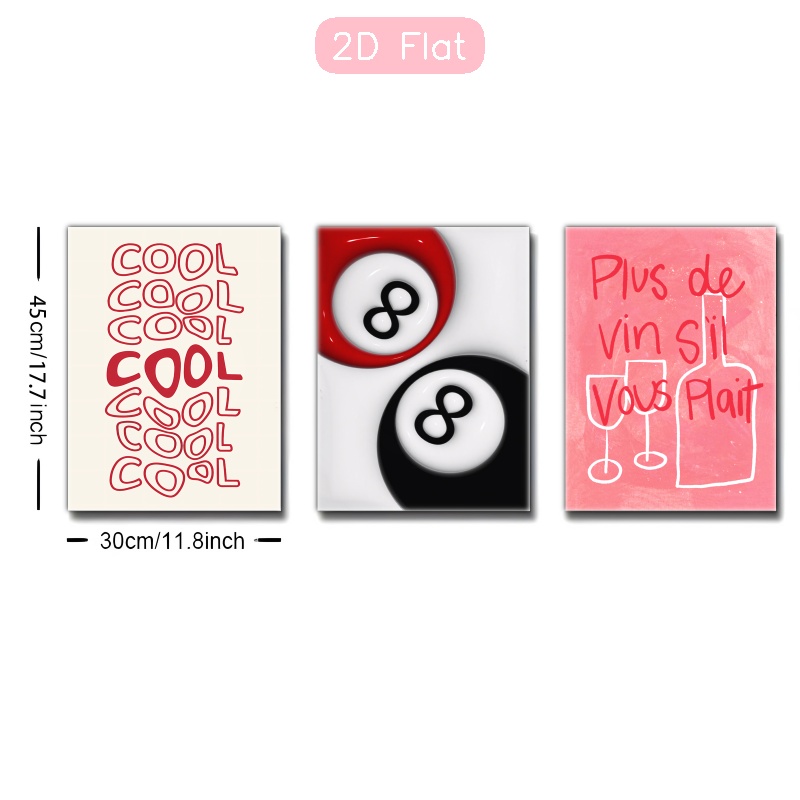 2D Flat
COOL
COOL
COOL
COOL
COOL
COOL
COOL
8
8
Plus de
vin s'il
vous Plait
45cm/17.7inch
30cm/11.8inch